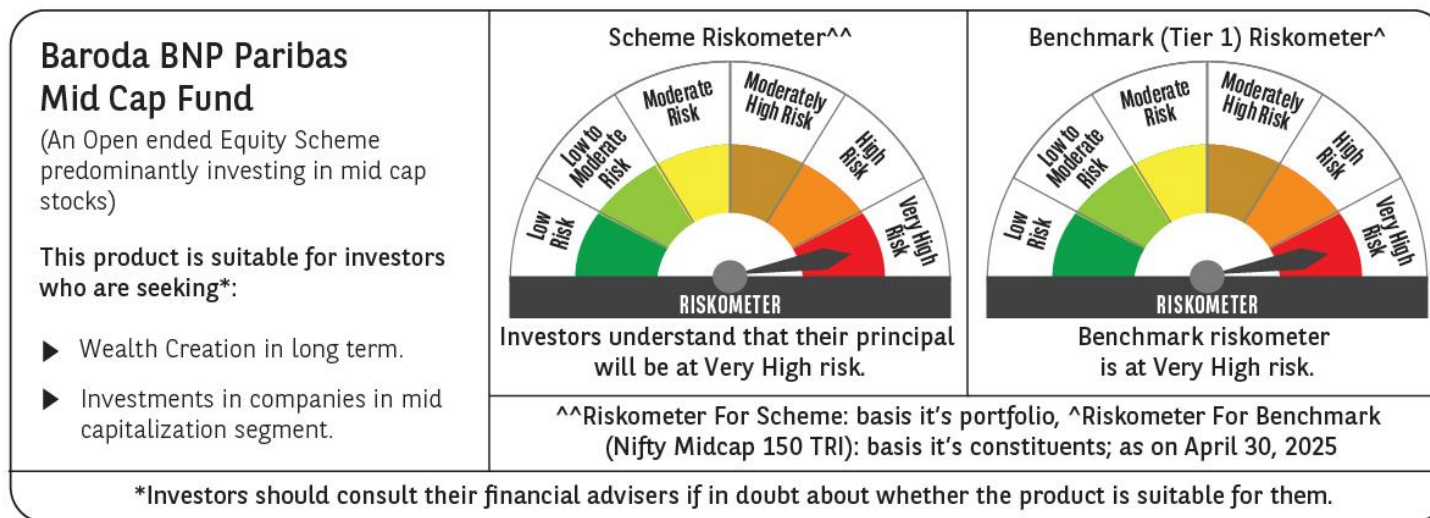 Baroda BNP Paribas
Mid Cap Fund
(An Open ended Equity Scheme
predominantly investing in mid cap
stocks)
This product is suitable for investors
who are seeking*:
▶ Wealth Creation in long term.
▶ Investments in companies in mid
capitalization segment.
Scheme Riskometer^^
Low
Risk
Low to
Moderate
Risk
Moderate
Risk
Moderately
High Risk
High
Risk
Very High
Risk
RISKOMETER
Investors understand that their principal
will be at Very High risk.
Benchmark (Tier 1) Riskometer^
Low
Risk
Low to
Moderate
Risk
Moderate
Risk
Moderately
High Risk
High
Risk
Very High
Risk
RISKOMETER
Benchmark riskometer
is at Very High risk.
^^Riskometer For Scheme: basis it's portfolio, ^Riskometer For Benchmark
(Nifty Midcap 150 TRI): basis it's constituents; as on April 30, 2025
*Investors should consult their financial advisers if in doubt about whether the product is suitable for them.